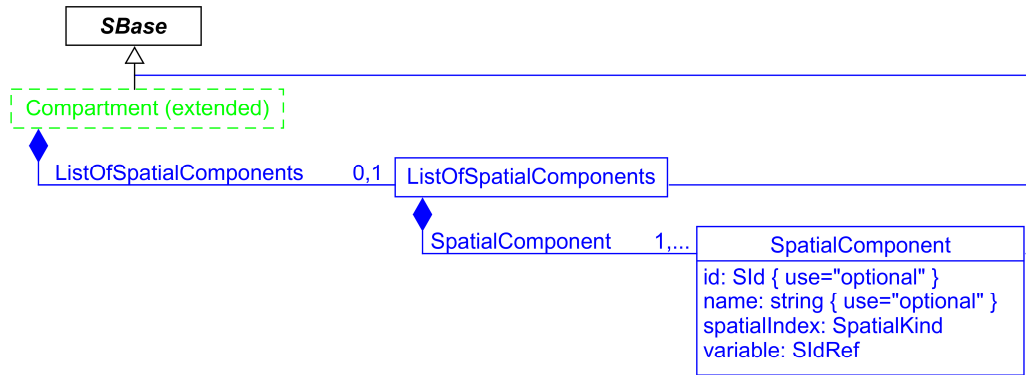 SBase
Compartment (extended)
ListOfSpatialComponents 0,1
ListOfSpatialComponents
SpatialComponent 1,...
SpatialComponent
id: SId { use="optional" }
name: string { use="optional" }
spatialIndex: SpatialKind
variable: SIdRef